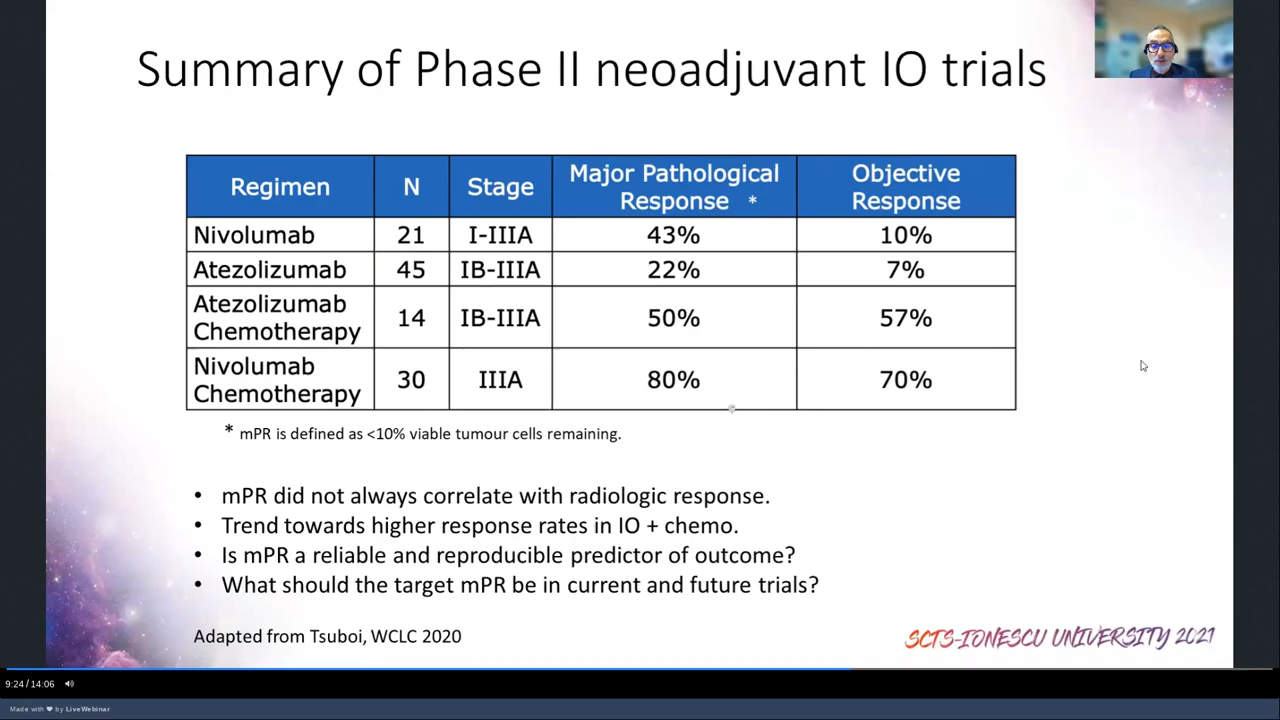 Summary of Phase II neoadjuvant IO trials
Regimen N Stage Major Pathological Response * Objective Response
Nivolumab 21 I-IIIA 43% 10%
Atezolizumab 45 IB-IIIA 22% 7%
Atezolizumab Chemotherapy 14 IB-IIIA 50% 57%
Nivolumab Chemotherapy 30 IIIA 80% 70%
* mPR is defined as <10% viable tumour cells remaining.
• mPR did not always correlate with radiologic response.
• Trend towards higher response rates in IO + chemo.
• Is mPR a reliable and reproducible predictor of outcome?
• What should the target mPR be in current and future trials?
Adapted from Tsuboi, WCLC 2020
SCTS-IONESCU UNIVERSITY 2021
9:24 / 14:06
Made with ❤ by LiveWebinar